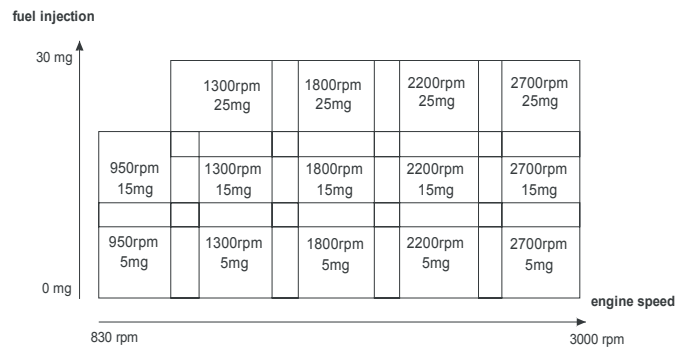 fuel injection
30 mg
1300rpm
25mg
1800rpm
25mg
2200rpm
25mg
2700rpm
25mg
950rpm
15mg
1300rpm
15mg
1800rpm
15mg
2200rpm
15mg
2700rpm
15mg
950rpm
5mg
1300rpm
5mg
1800rpm
5mg
2200rpm
5mg
2700rpm
5mg
0 mg
engine speed
830 rpm
3000 rpm